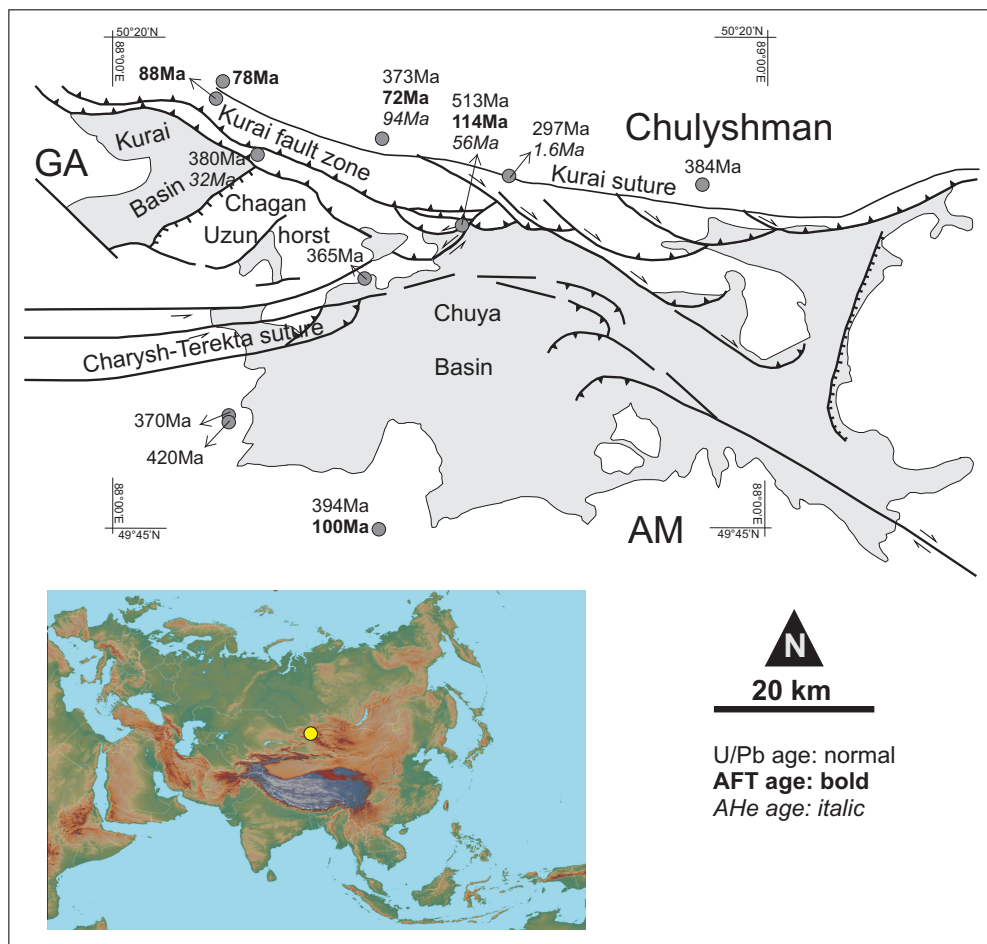 50°20'N
50°20'N
88°00'E
89°00'E
88Ma
78Ma
373Ma
72Ma
94Ma
513Ma
114Ma
56Ma
297Ma
1.6Ma
Chulyshman
384Ma
Kurai suture
Kurai fault zone
GA
Kurai
Basin
380Ma
32Ma
Chagan
Uzun horst
365Ma
Chuya
Basin
Charysh-Terekta suture
370Ma
420Ma
394Ma
100Ma
AM
88°00'E
49°45'N
88°00'E
49°45'N
N
20 km
U/Pb age: normal
AFT age: bold
AHe age: italic